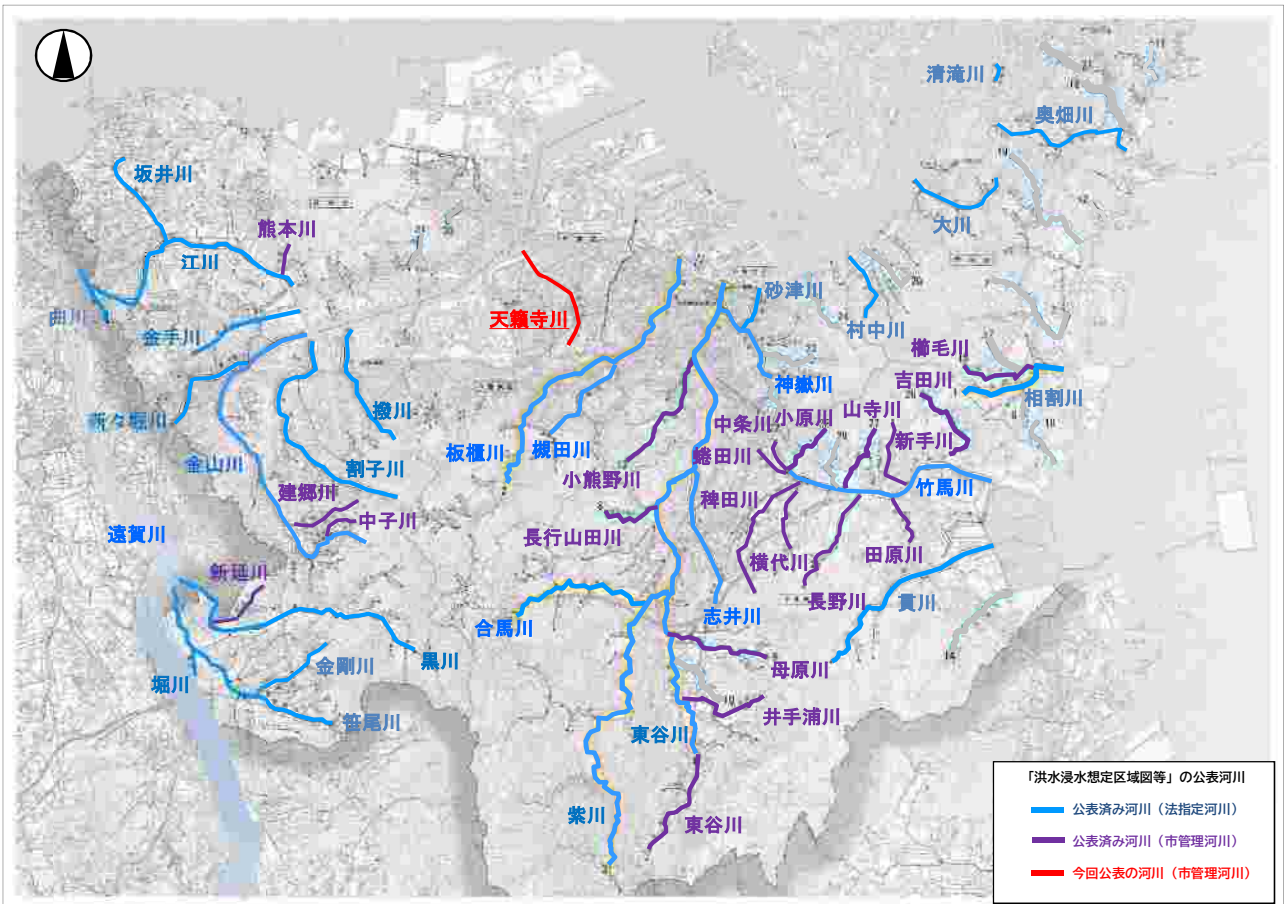 清滝川
奥畑川
坂井川
大川
熊本川
江川
砂津川
曲川
天籟寺川
金手川
村中川
櫛毛川
吉田川
神嶽川
相割川
新々堀川
撥川
中条川
小原川
山寺川
新手川
板櫃川
槻田川
蜷田川
金山川
割子川
小熊野川
竹馬川
建郷川
稗田川
中子川
遠賀川
長行山田川
横代川
田原川
新延川
長野川
貫川
合馬川
志井川
黒川
金剛川
母原川
堀川
井手浦川
笹尾川
東谷川
紫川
東谷川
「洪水浸水想定区域図等」の公表河川
公表済み河川（法指定河川）
公表済み河川（市管理河川）
今回公表の河川（市管理河川）